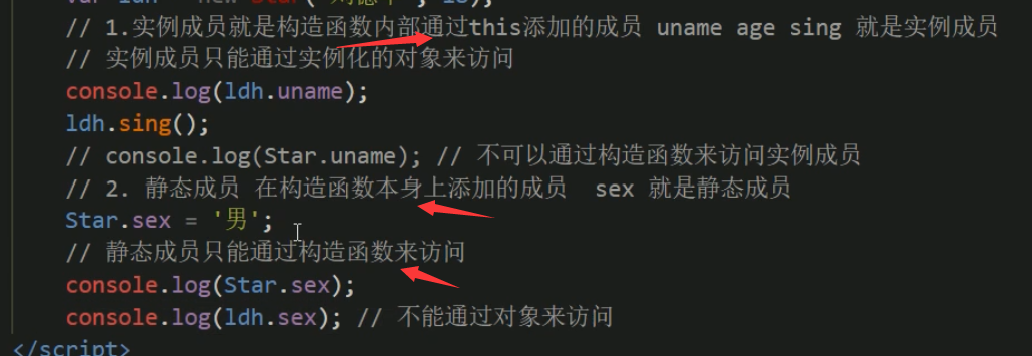 // 1.实例成员就是构造函数内部通过this添加的成员 uname age sing 就是实例成员
// 实例成员只能通过实例化的对象来访问
console.log(ldh.uname);
ldh.sing();
// console.log(Star.uname); // 不可以通过构造函数来访问实例成员
// 2. 静态成员 在构造函数本身上添加的成员  sex 就是静态成员
Star.sex = '男';
// 静态成员只能通过构造函数来访问
console.log(Star.sex);
console.log(ldh.sex); // 不能通过对象来访问
</script>